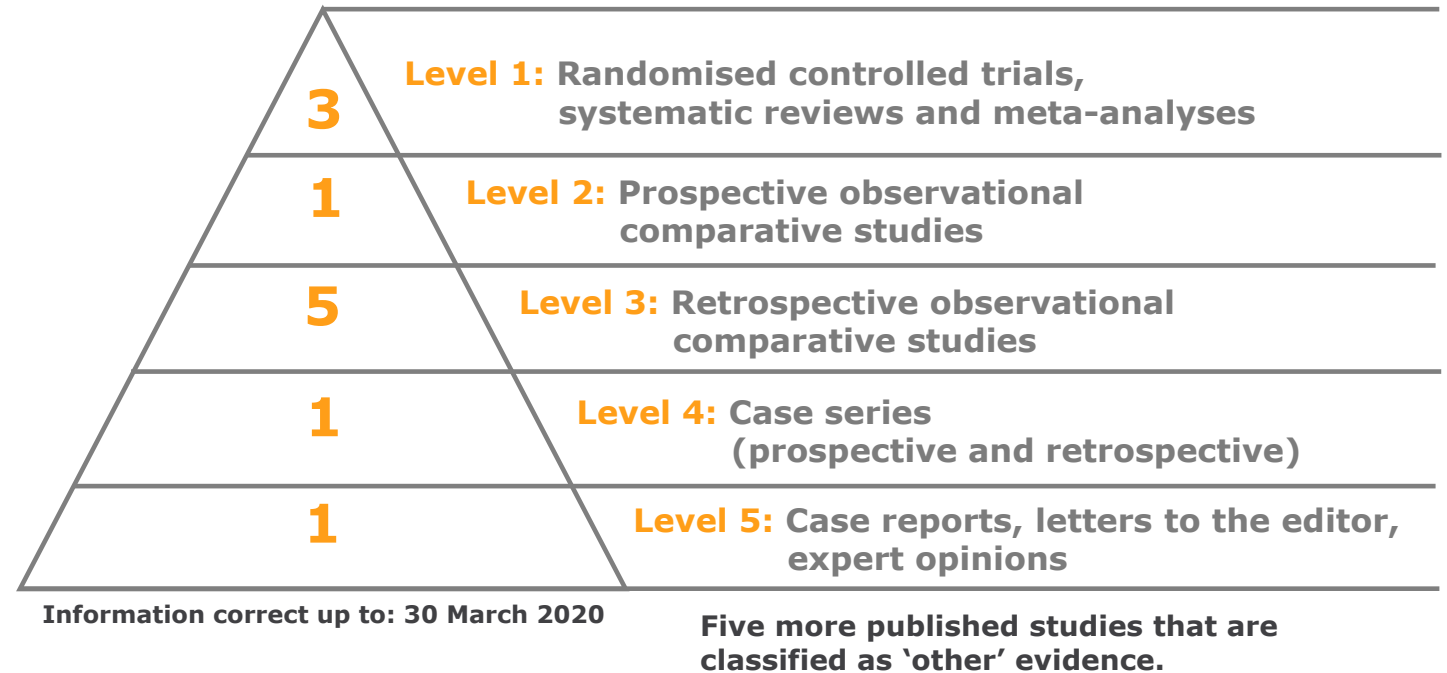 3
Level 1: Randomised controlled trials,
systematic reviews and meta-analyses
1
Level 2: Prospective observational
comparative studies
5
Level 3: Retrospective observational
comparative studies
1
Level 4: Case series
(prospective and retrospective)
1
Level 5: Case reports, letters to the editor,
expert opinions
Information correct up to: 30 March 2020
Five more published studies that are
classified as ‘other’ evidence.